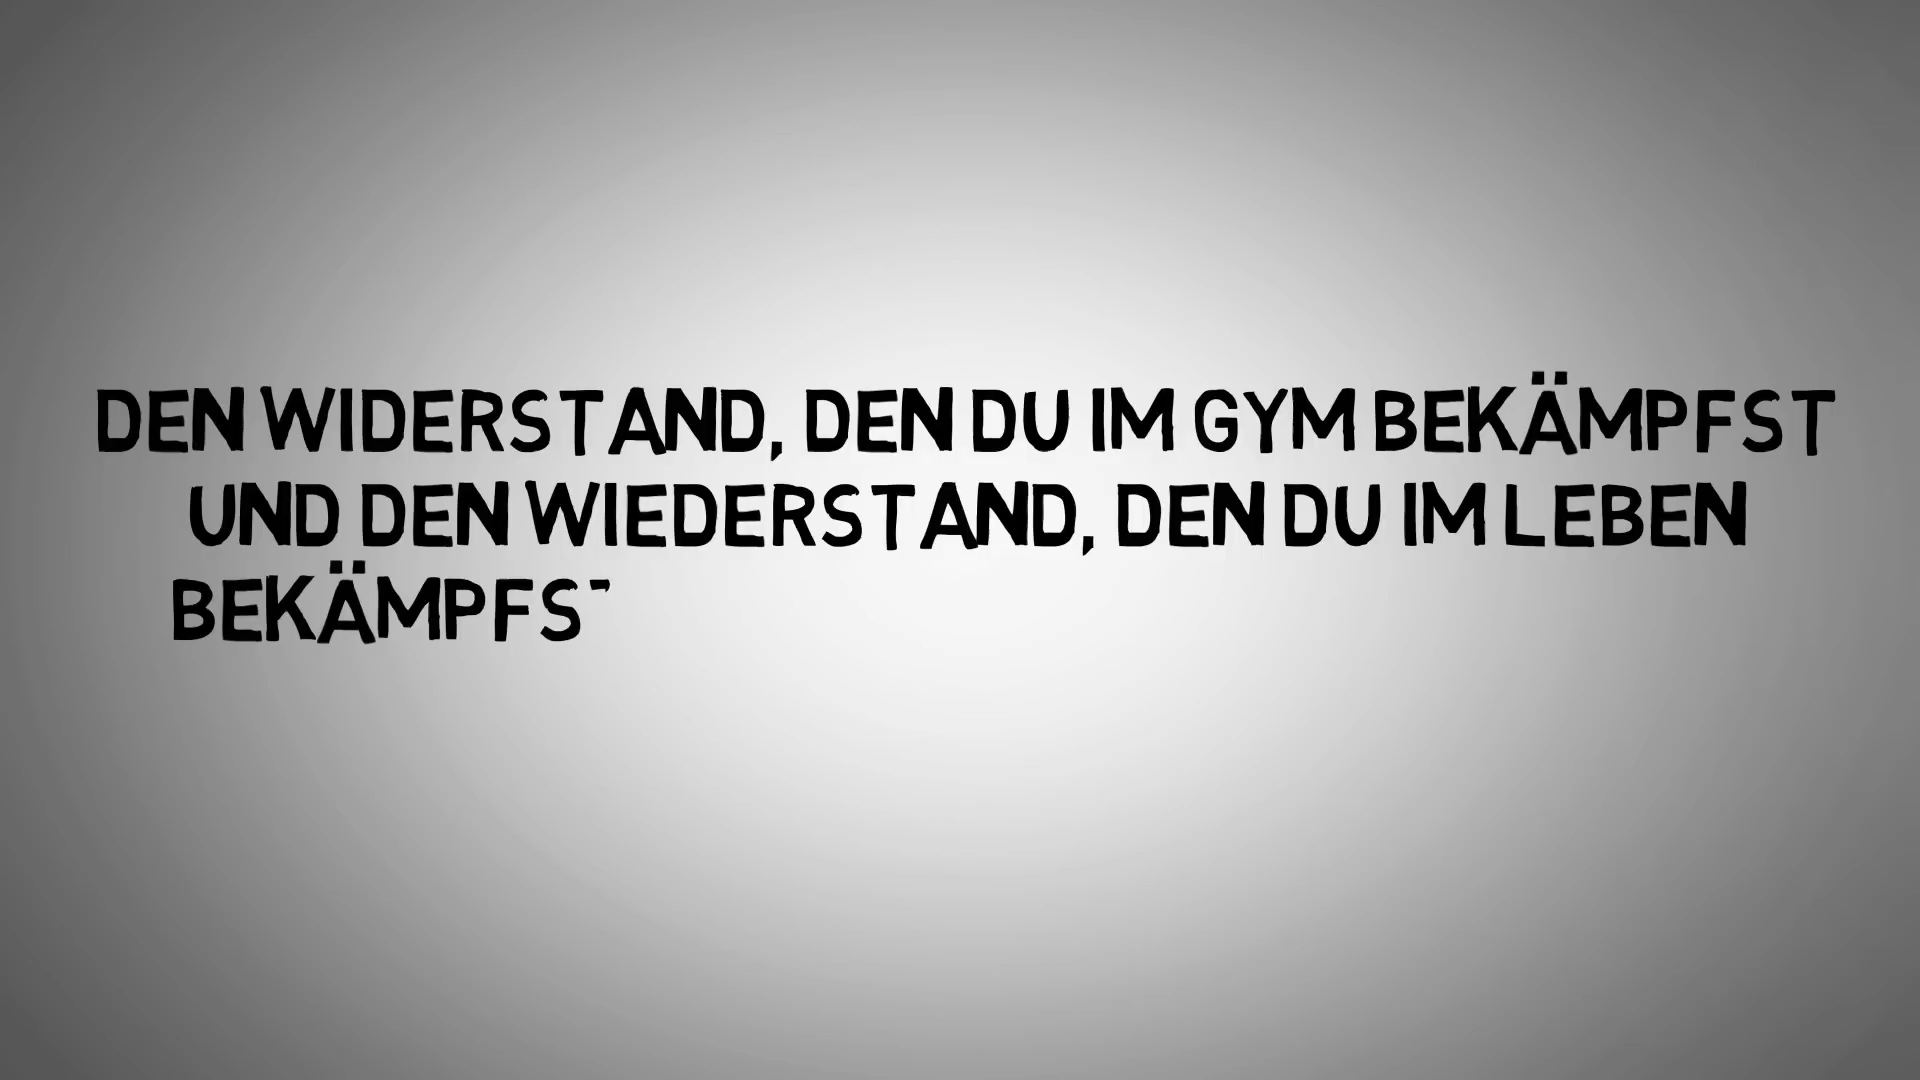 DEN WIDERSTAND, DEN DU IM GYM BEKÄMPFST
UND DEN WIEDERSTAND, DEN DU IM LEBEN
BEKÄMPFST